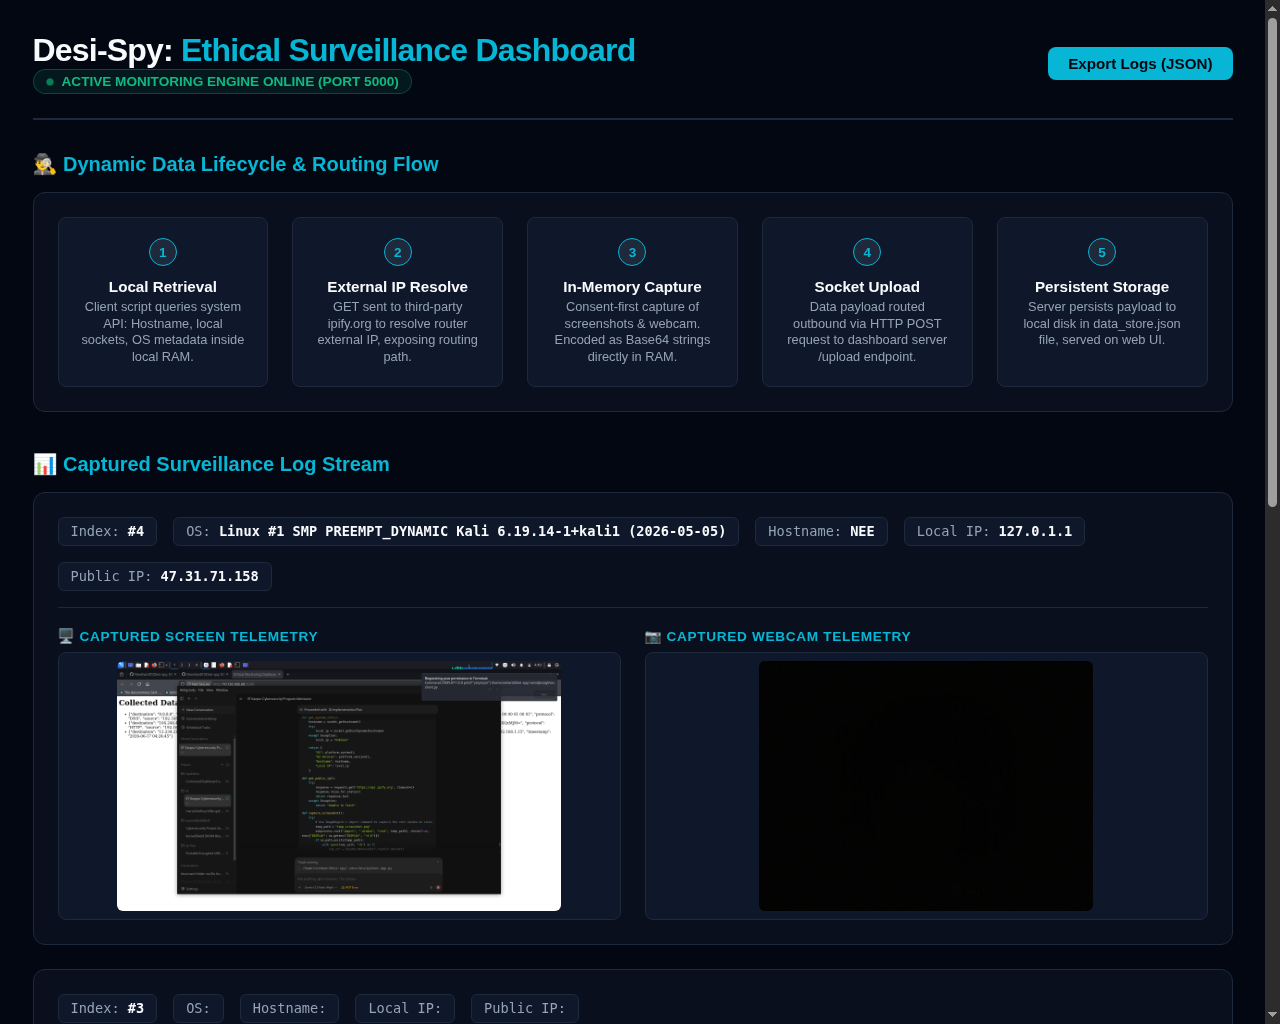 Desi-Spy: Ethical Surveillance Dashboard
ACTIVE MONITORING ENGINE ONLINE (PORT 5000)
Export Logs (JSON)
🕵️ Dynamic Data Lifecycle & Routing Flow
1
Local Retrieval
Client script queries system
API: Hostname, local
sockets, OS metadata inside
local RAM.
2
External IP Resolve
GET sent to third-party
ipify.org to resolve router
external IP, exposing routing
path.
3
In-Memory Capture
Consent-first capture of
screenshots & webcam.
Encoded as Base64 strings
directly in RAM.
4
Socket Upload
Data payload routed
outbound via HTTP POST
request to dashboard server
/upload endpoint.
5
Persistent Storage
Server persists payload to
local disk in data_store.json
file, served on web UI.
📊 Captured Surveillance Log Stream
Index: #4
OS: Linux #1 SMP PREEMPT_DYNAMIC Kali 6.19.14-1+kali1 (2026-05-05)
Hostname: NEE
Local IP: 127.0.1.1
Public IP: 47.31.71.158
🖥️ CAPTURED SCREEN TELEMETRY
Collected Data
📷 CAPTURED WEBCAM TELEMETRY
Index: #3
OS:
Hostname:
Local IP:
Public IP: